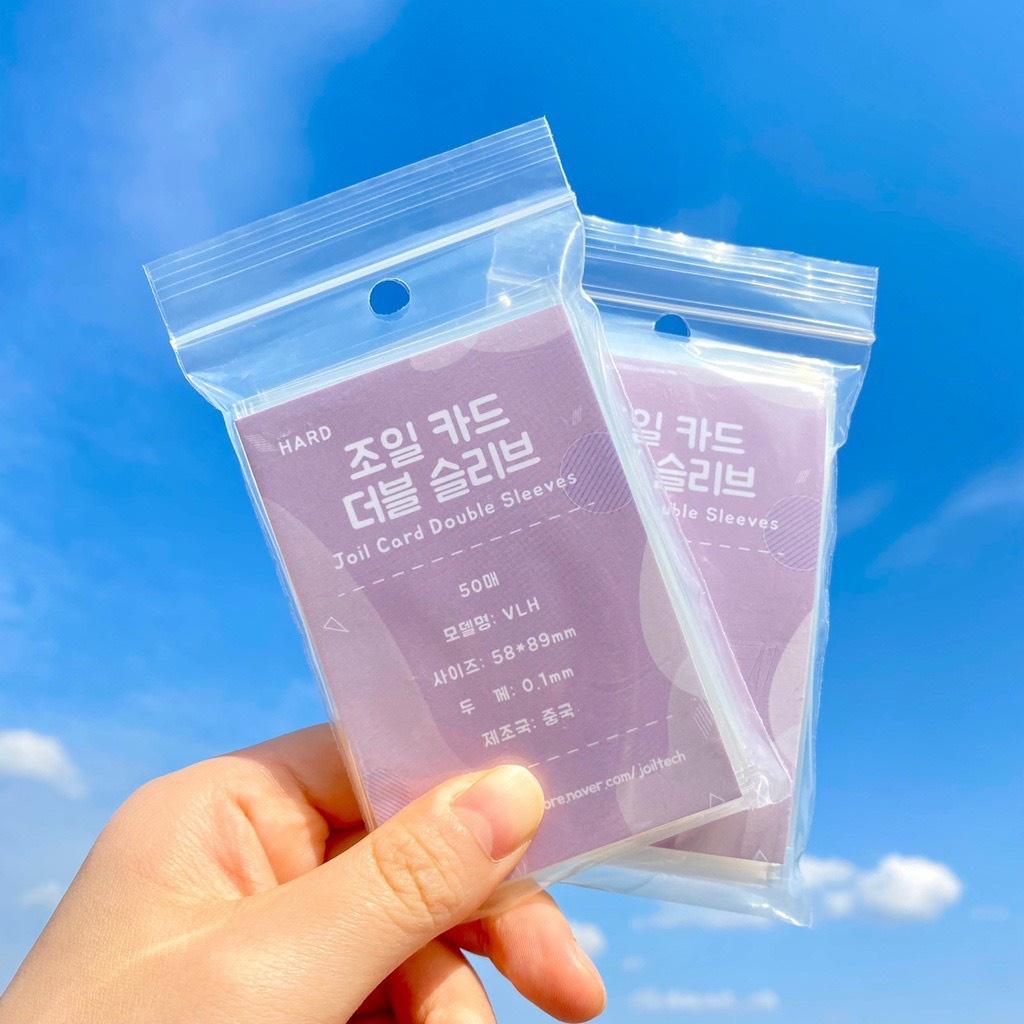 HARD
조일 카드
더블 슬리브
Joil Card Double Sleeves
50매
모델명: VLH
사이즈: 58*89mm
두 께: 0.1mm
제조국: 중국
ore.naver.com/joiltech
일 카드
슬리브
uble Sleeves